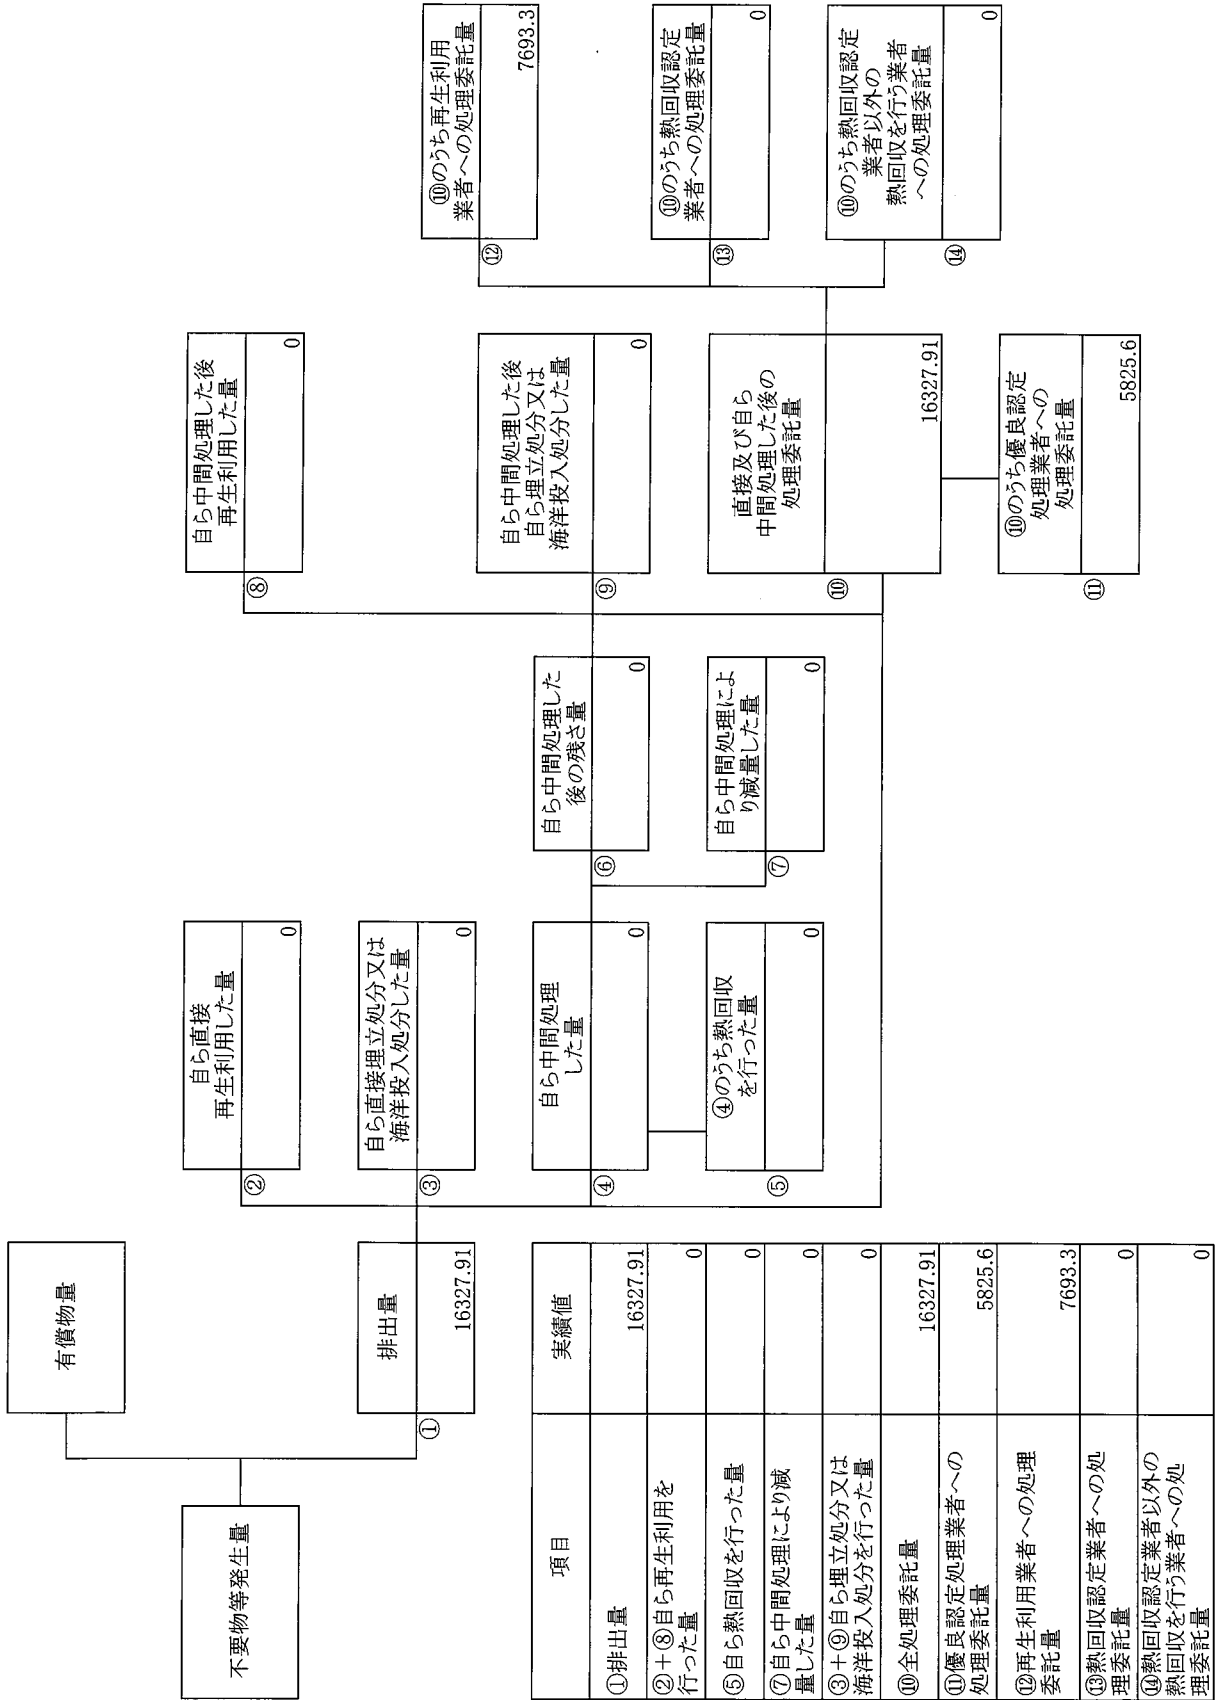 不要物等発生量
有償物量
①
排出量
16327.91
②
自ら直接
再生利用した量
0
③
自ら直接埋立処分又は
海洋投入処分した量
0
④
自ら中間処理
した量
0
⑤
④のうち熱回収
を行った量
0
⑥
自ら中間処理した
後の残さ量
0
⑦
自ら中間処理によ
り減量した量
0
⑧
自ら中間処理した後
再生利用した量
0
⑨
自ら中間処理した後
自ら埋立処分又は
海洋投入処分した量
0
⑩
直接及び自ら
中間処理した後の
処理委託量
16327.91
⑪
⑩のうち優良認定
処理業者への
処理委託量
5825.6
⑫
⑩のうち再生利用
業者への処理委託量
7693.3
⑬
⑩のうち熱回収認定
業者への処理委託量
0
⑭
⑩のうち熱回収認定
業者以外の
熱回収を行う業者
への処理委託量
0
項目 実績値
①排出量 16327.91
②+⑧自ら再生利用を
行った量 0
⑤自ら熱回収を行った量 0
⑦自ら中間処理により減
量した量 0
③+⑨自ら埋立処分又は
海洋投入処分を行った量 0
⑩全処理委託量 16327.91
⑪優良認定処理業者への
処理委託量 5825.6
⑫再生利用業者への処理
委託量 7693.3
⑬熱回収認定業者への処
理委託量 0
⑭熱回収認定業者以外の
熱回収を行う業者への処
理委託量 0